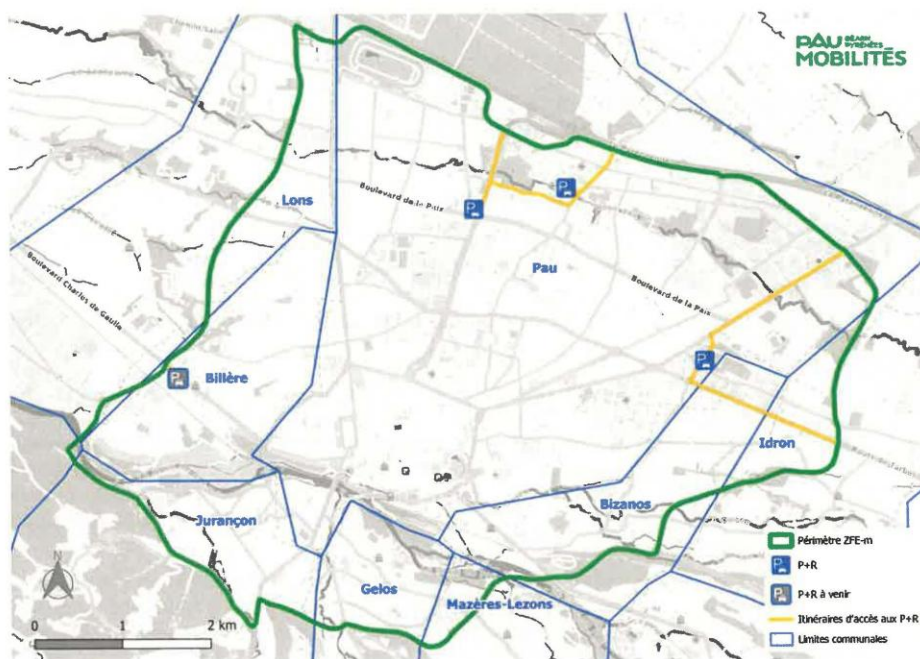 PAU BÉARN PYRÉNÉES
MOBILITÉS
Lons
Boulevard de la Paix
Pau
Boulevard de la Paix
Boulevard Charles de Gaulle
Billère
Idron
Bizanos
Jurançon
Gelos
Mazères-Lezons
N
0 1 2 km
Périmètre ZFE-m
P+R
P+R à venir
Itinéraires d'accès aux P+R
Limites communales